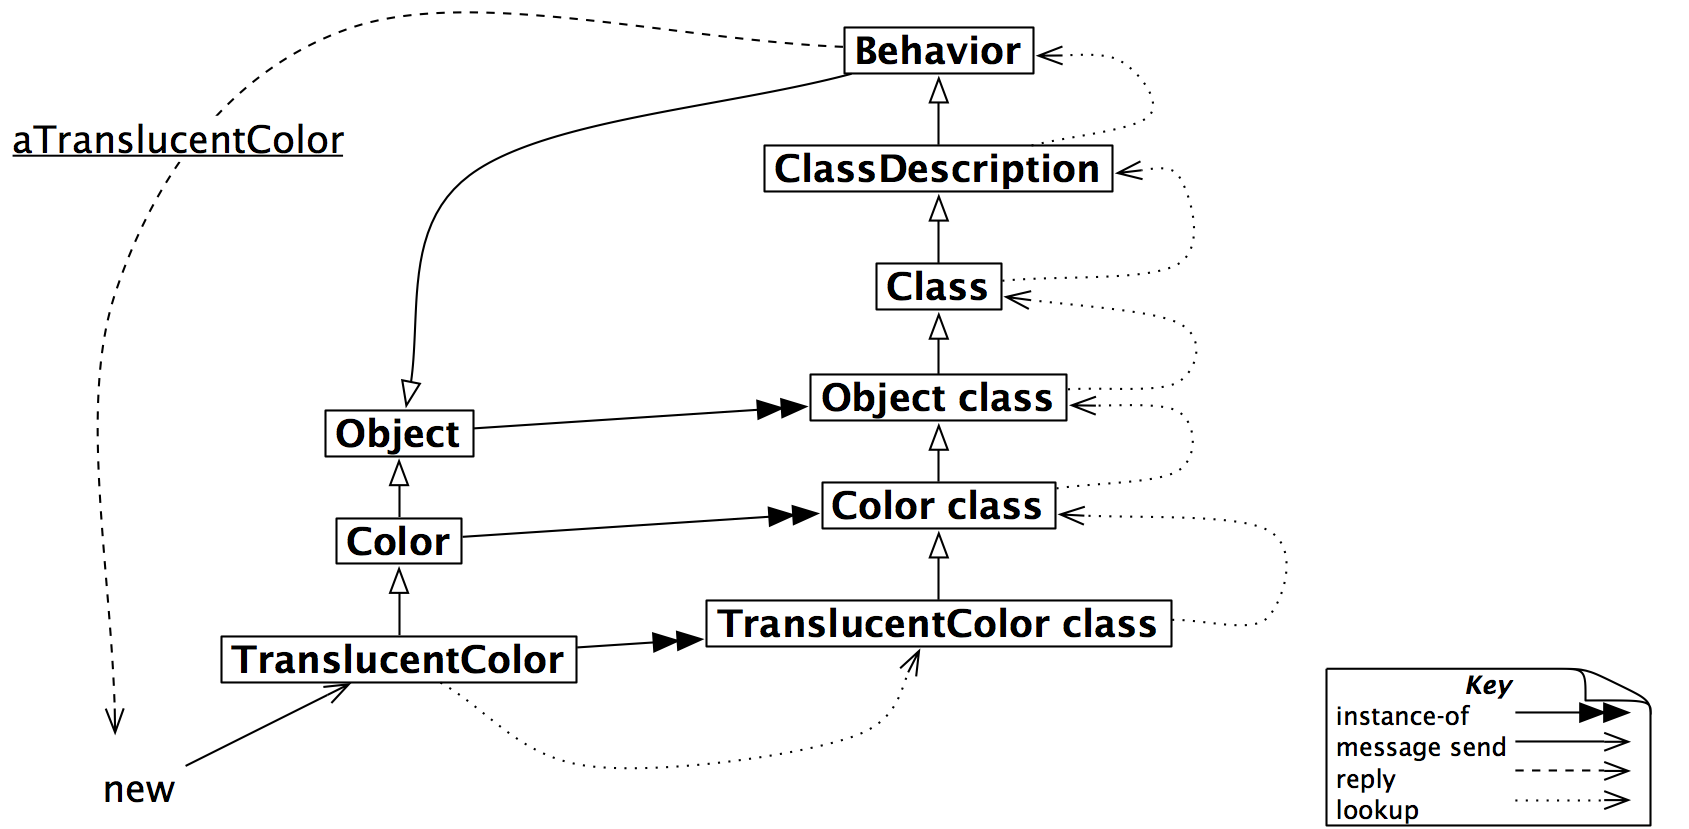 Behavior
aTranslucentColor
ClassDescription
Class
Object class
Object
Color class
Color
TranslucentColor class
TranslucentColor
new
Key
instance-of
message send
reply
lookup